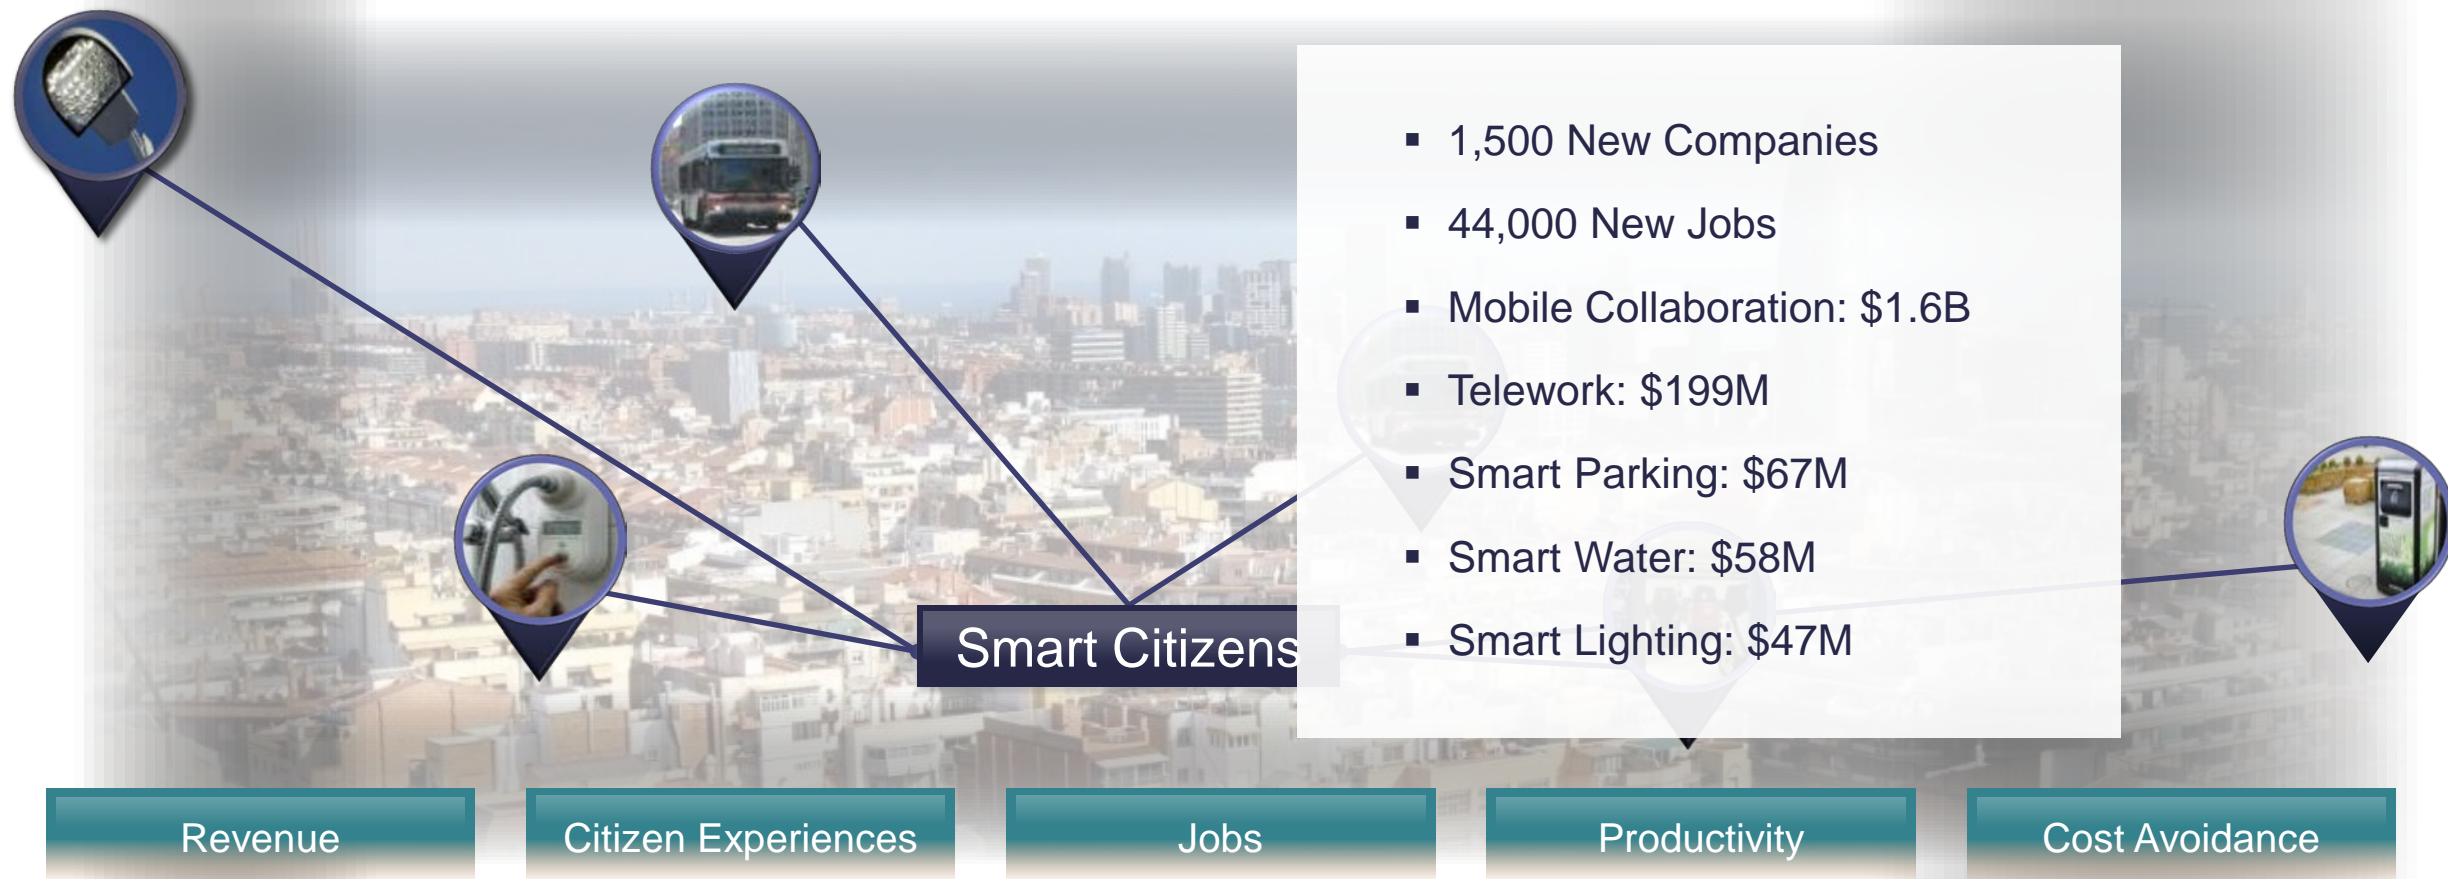 1,500 New Companies
44,000 New Jobs
Mobile Collaboration: $1.6B
Telework: $199M
Smart Parking: $67M
Smart Water: $58M
Smart Lighting: $47M
Smart Citizens
Revenue
Citizen Experiences
Jobs
Productivity
Cost Avoidance